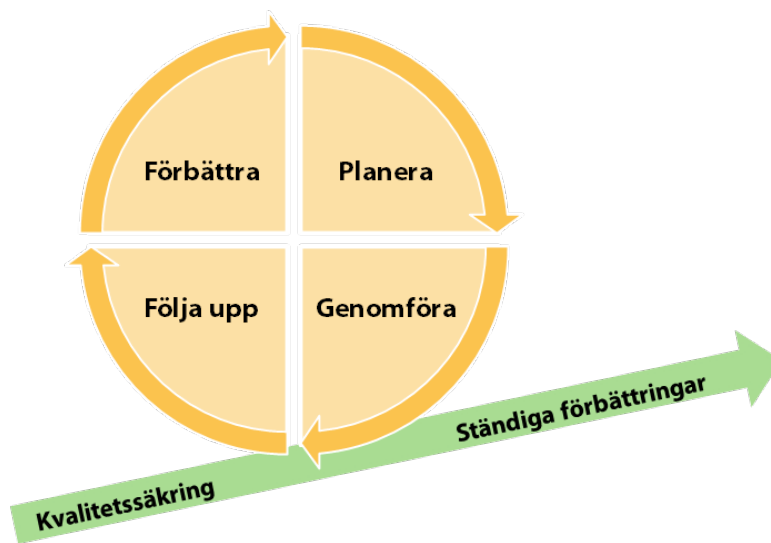 Förbättra
Planera
Följa upp
Genomföra
Ständiga förbättringar
Kvalitetssäkring